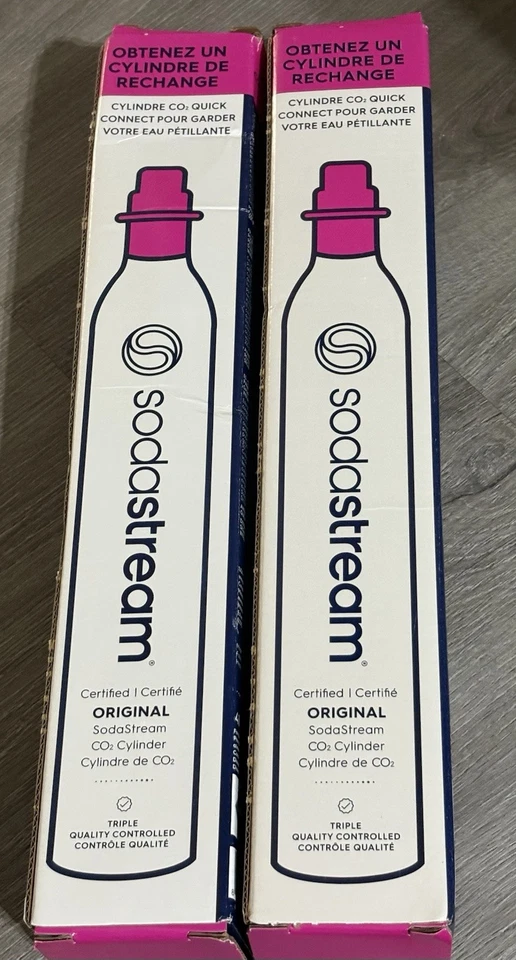 OBTENEZ UN
CYLINDRE DE
RECHANGE
CYLINDRE CO₂ QUICK
CONNECT POUR GARDER
VOTRE EAU PÉTILLANTE
sodastream®
Certified | Certifié
ORIGINAL
SodaStream
CO₂ Cylinder
Cylindre de CO₂
TRIPLE
QUALITY CONTROLLED
CONTRÔLE QUALITÉ
OBTENEZ UN
CYLINDRE DE
RECHANGE
CYLINDRE CO₂ QUICK
CONNECT POUR GARDER
VOTRE EAU PÉTILLANTE
sodastream®
Certified | Certifié
ORIGINAL
SodaStream
CO₂ Cylinder
Cylindre de CO₂
TRIPLE
QUALITY CONTROLLED
CONTRÔLE QUALITÉ